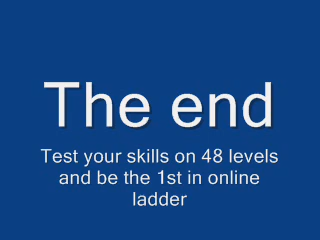 The end
Test your skills on 48 levels
and be the 1st in online
ladder